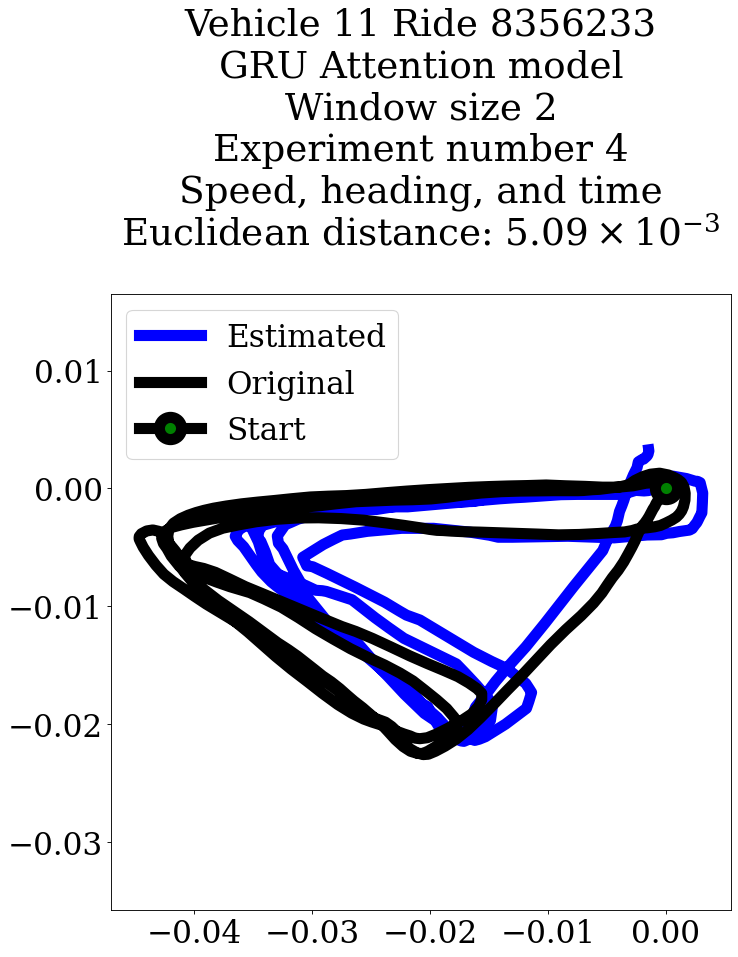 Vehicle 11 Ride 8356233
GRU Attention model
Window size 2
Experiment number 4
Speed, heading, and time
Euclidean distance: 5.09 × 10⁻³
Estimated
Original
Start
0.01
0.00
−0.01
−0.02
−0.03
−0.04 −0.03 −0.02 −0.01 0.00